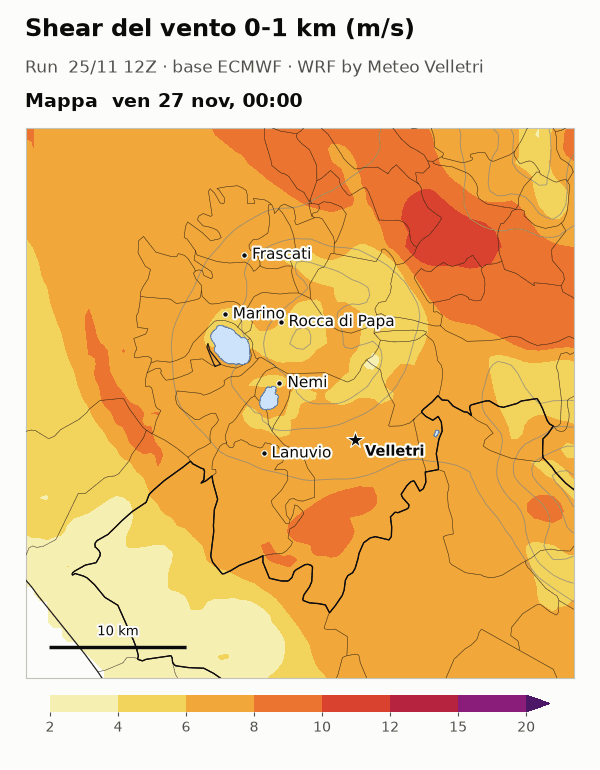 Shear del vento 0-1 km (m/s)
Run  25/11 12Z · base ECMWF · WRF by Meteo Velletri
Mappa  ven 27 nov, 00:00
Frascati
Marino
Rocca di Papa
Nemi
Velletri
Lanuvio
10 km
2 4 6 8 10 12 15 20